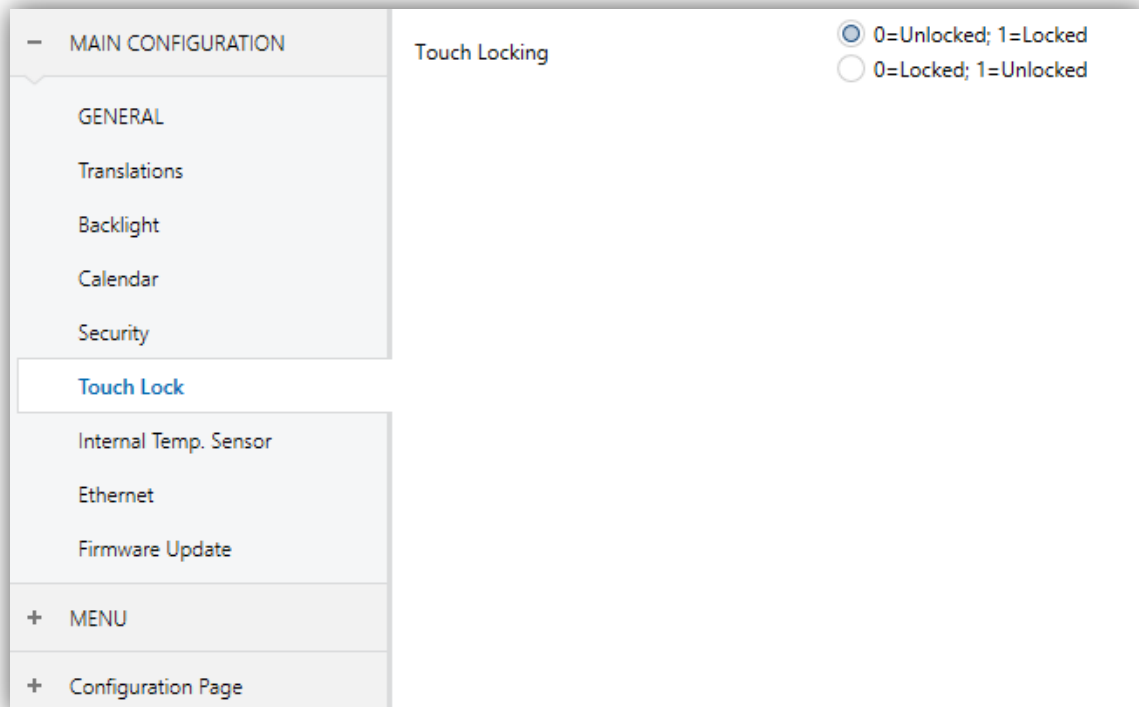 − MAIN CONFIGURATION
GENERAL
Translations
Backlight
Calendar
Security
Touch Lock
Internal Temp. Sensor
Ethernet
Firmware Update
+ MENU
+ Configuration Page
Touch Locking
0=Unlocked; 1=Locked
0=Locked; 1=Unlocked